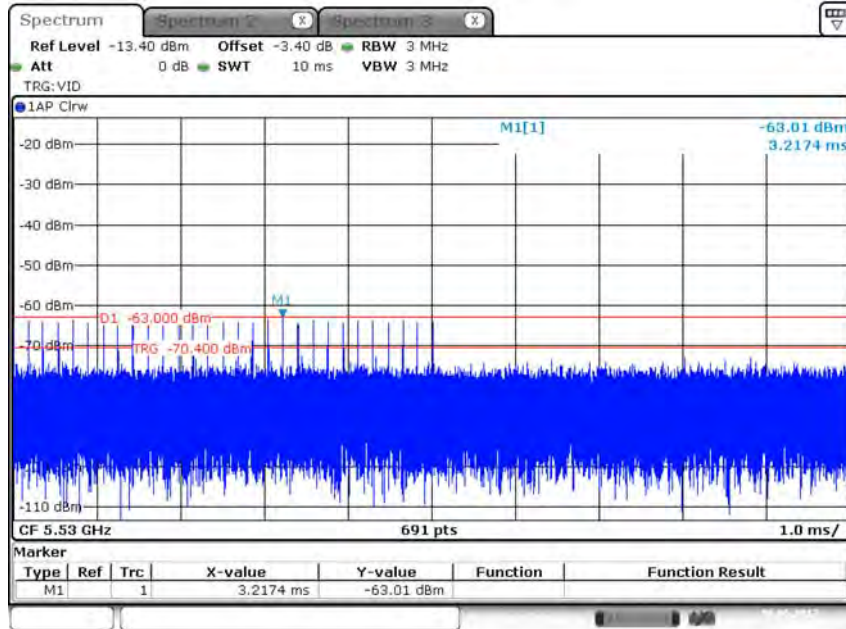 Spectrum Spectrum 2 X Spectrum 3 X
Ref Level -13.40 dBm Offset -3.40 dB RBW 3 MHz
Att 0 dB SWT 10 ms VBW 3 MHz
TRG:VID
1AP Clrw
M1[1] -63.01 dBm
3.2174 ms
-20 dBm
-30 dBm
-40 dBm
-50 dBm
-60 dBm
M1
D1 -63.000 dBm
-70 dBm
TRG -70.400 dBm
-110 dBm
CF 5.53 GHz 691 pts 1.0 ms/
Marker
Type Ref Trc X-value Y-value Function Function Result
M1 1 3.2174 ms -63.01 dBm